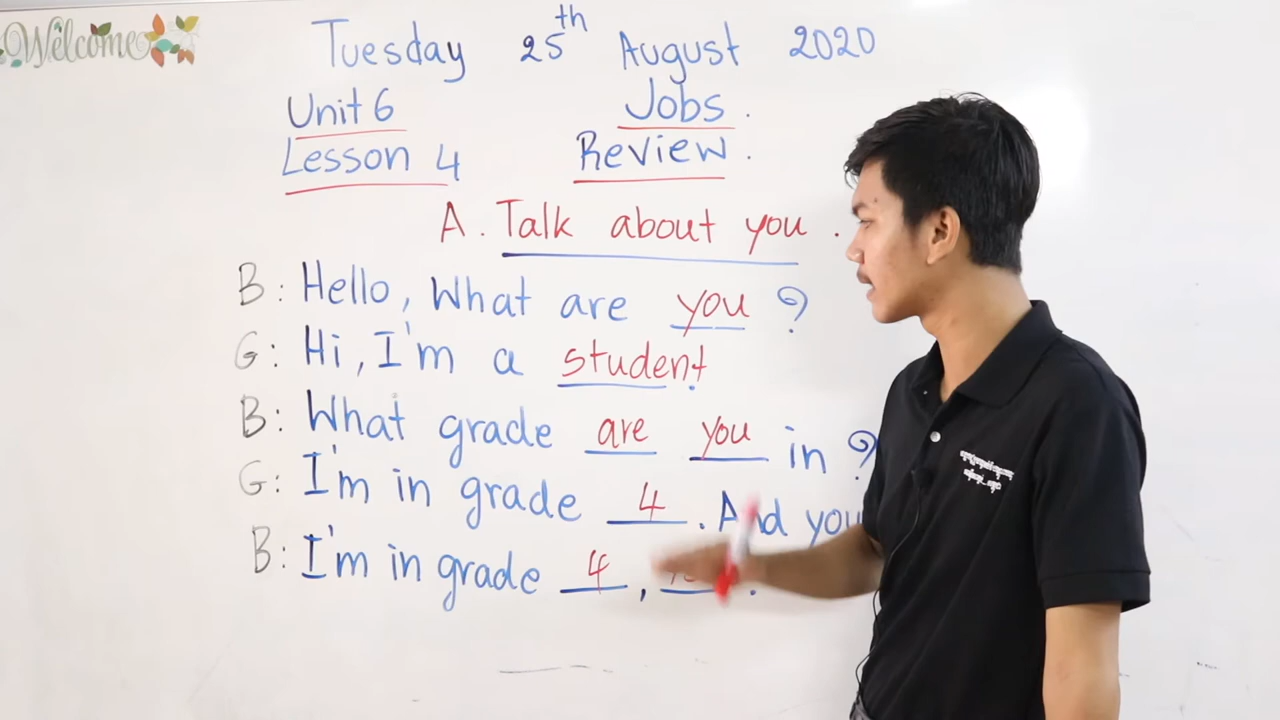 Welcome
Tuesday 25th August 2020
Unit 6 Jobs.
Lesson 4 Review.
A. Talk about you.
B: Hello, What are you ?
G: Hi, I'm a student.
B: What grade are you in ?
G: I'm in grade 4. And you
B: I'm in grade 4, .